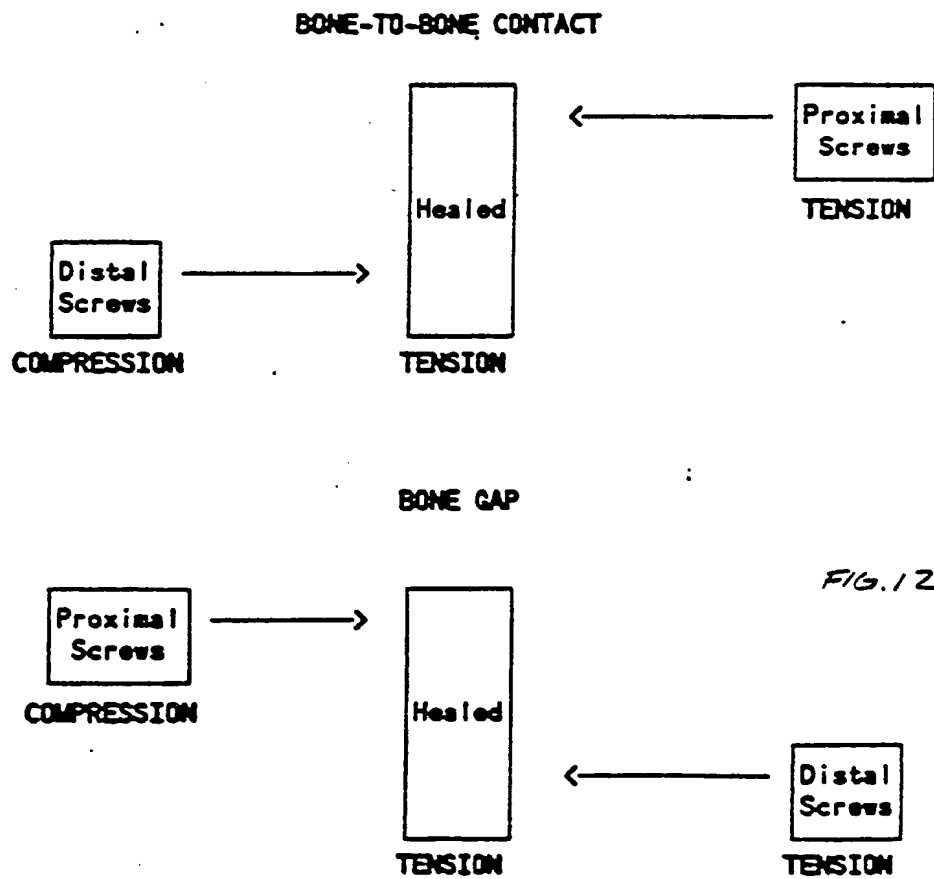 BONE-TO-BONE CONTACT
Proximal
Screws
TENSION
Healed
TENSION
Distal
Screws
COMPRESSION
BONE GAP
FIG. 12
Proximal
Screws
COMPRESSION
Healed
TENSION
Distal
Screws
TENSION